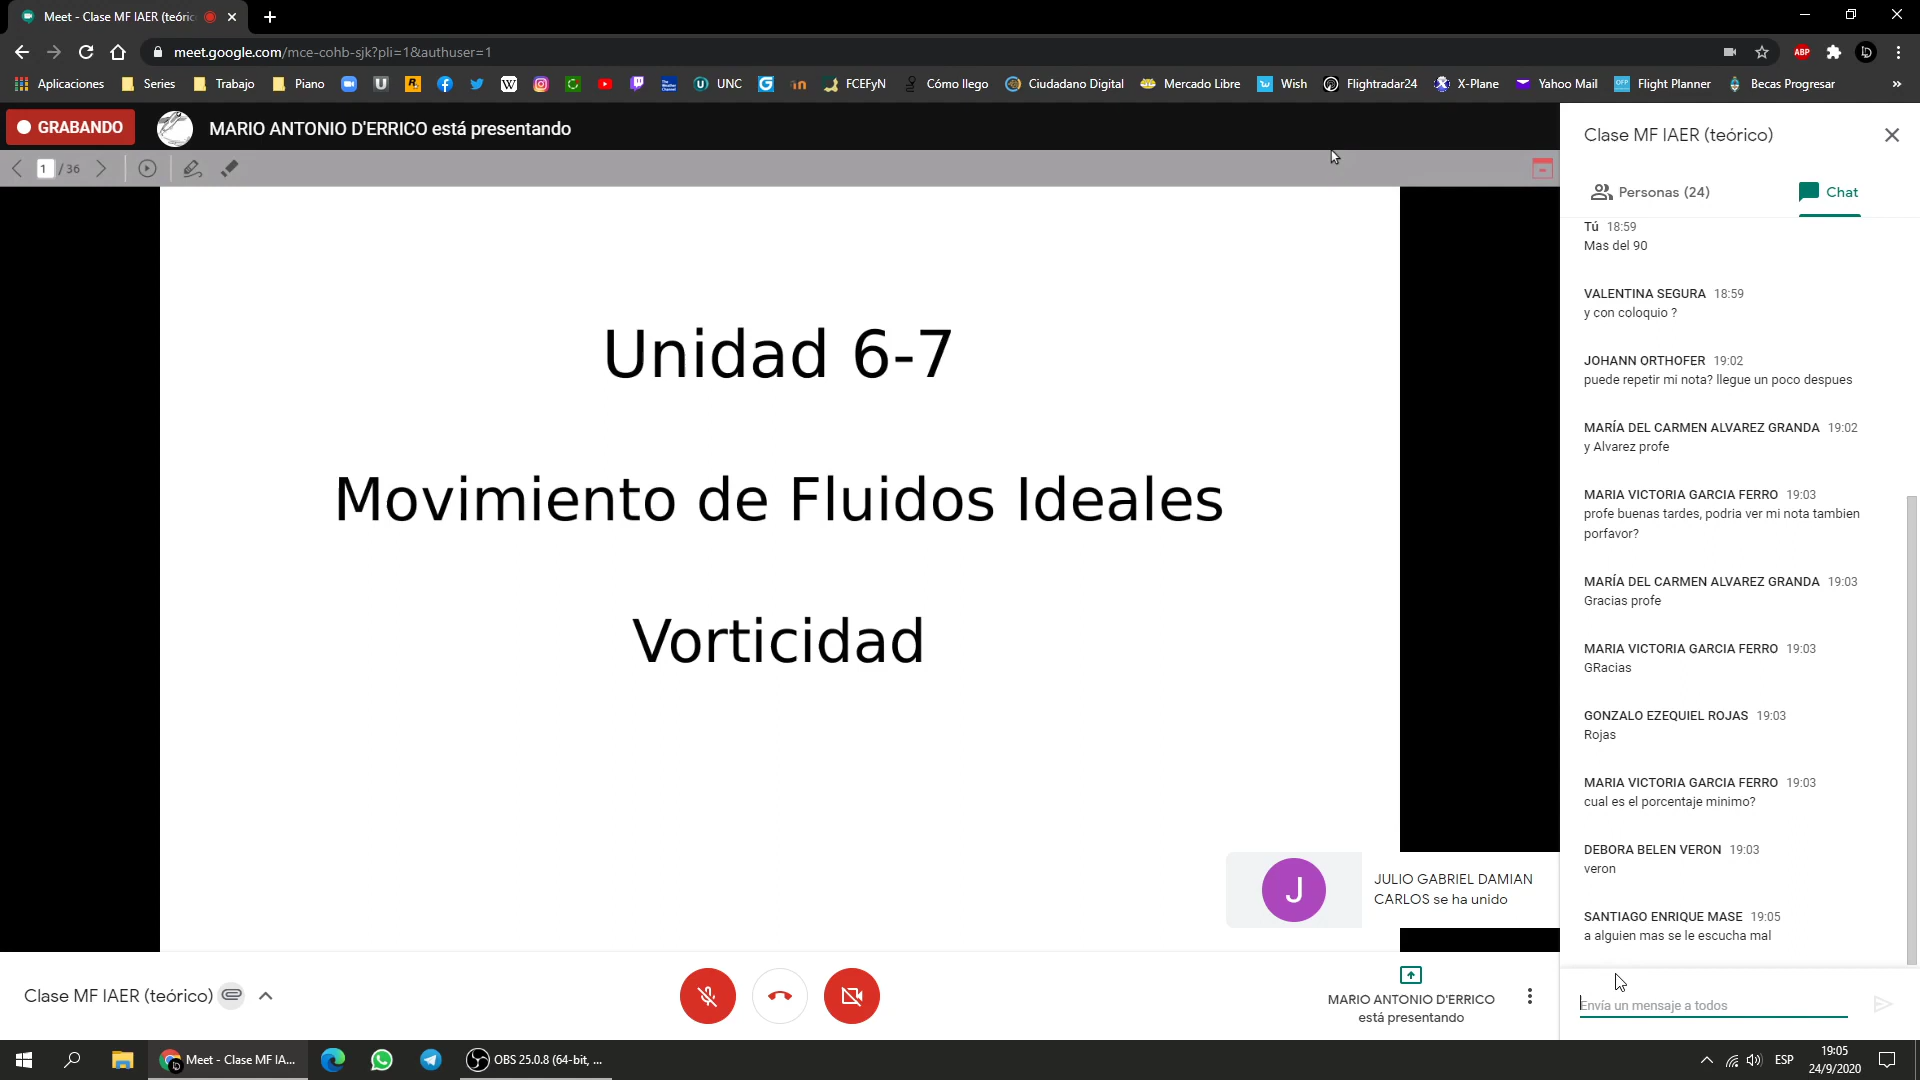 Meet - Clase MF IAER (teóric
meet.google.com/mce-cohb-sjk?pli=1&authuser=1
ABP
Aplicaciones Series Trabajo Piano UNC FCEFyN Cómo llego Ciudadano Digital Mercado Libre Wish Flightradar24 X-Plane Yahoo Mail Flight Planner Becas Progresar »
GRABANDO MARIO ANTONIO D'ERRICO está presentando
1 / 36
Unidad 6-7
Movimiento de Fluidos Ideales
Vorticidad
J
JULIO GABRIEL DAMIAN
CARLOS se ha unido
Clase MF IAER (teórico)
MARIO ANTONIO D'ERRICO
está presentando
Clase MF IAER (teórico)
Personas (24) Chat
Tú 18:59
Mas del 90
VALENTINA SEGURA 18:59
y con coloquio ?
JOHANN ORTHOFER 19:02
puede repetir mi nota? llegue un poco despues
MARÍA DEL CARMEN ALVAREZ GRANDA 19:02
y Alvarez profe
MARIA VICTORIA GARCIA FERRO 19:03
profe buenas tardes, podria ver mi nota tambien
porfavor?
MARÍA DEL CARMEN ALVAREZ GRANDA 19:03
Gracias profe
MARIA VICTORIA GARCIA FERRO 19:03
GRacias
GONZALO EZEQUIEL ROJAS 19:03
Rojas
MARIA VICTORIA GARCIA FERRO 19:03
cual es el porcentaje minimo?
DEBORA BELEN VERON 19:03
veron
SANTIAGO ENRIQUE MASE 19:05
a alguien mas se le escucha mal
Envía un mensaje a todos
Meet - Clase MF IA...
OBS 25.0.8 (64-bit, ...
ESP
19:05
24/9/2020